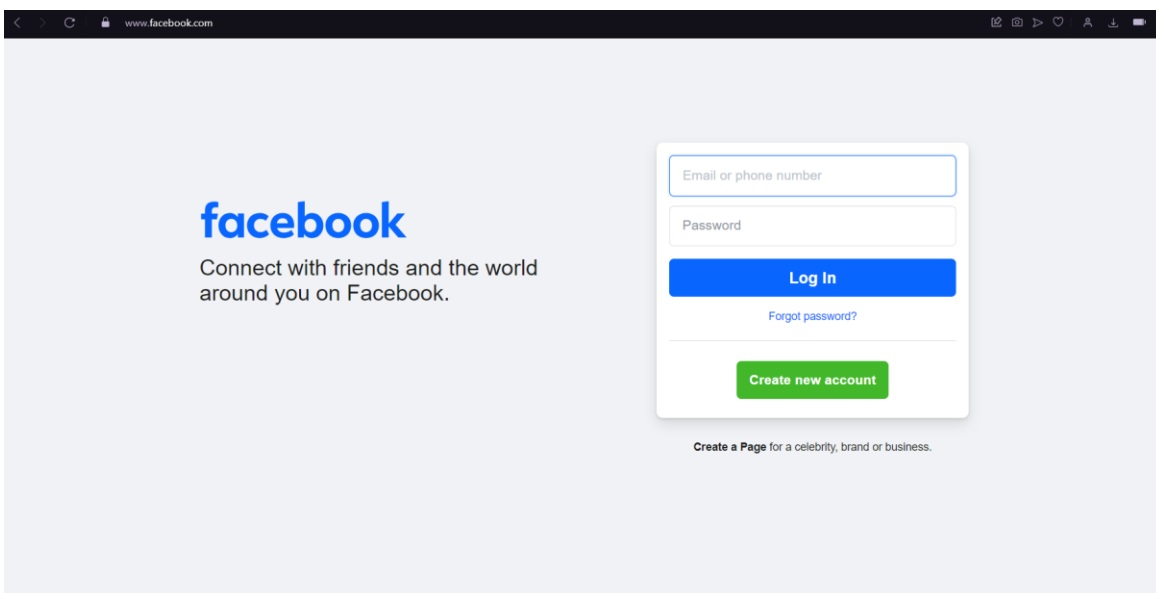 www.facebook.com
facebook
Connect with friends and the world
around you on Facebook.
Email or phone number
Password
Log In
Forgot password?
Create new account
Create a Page for a celebrity, brand or business.